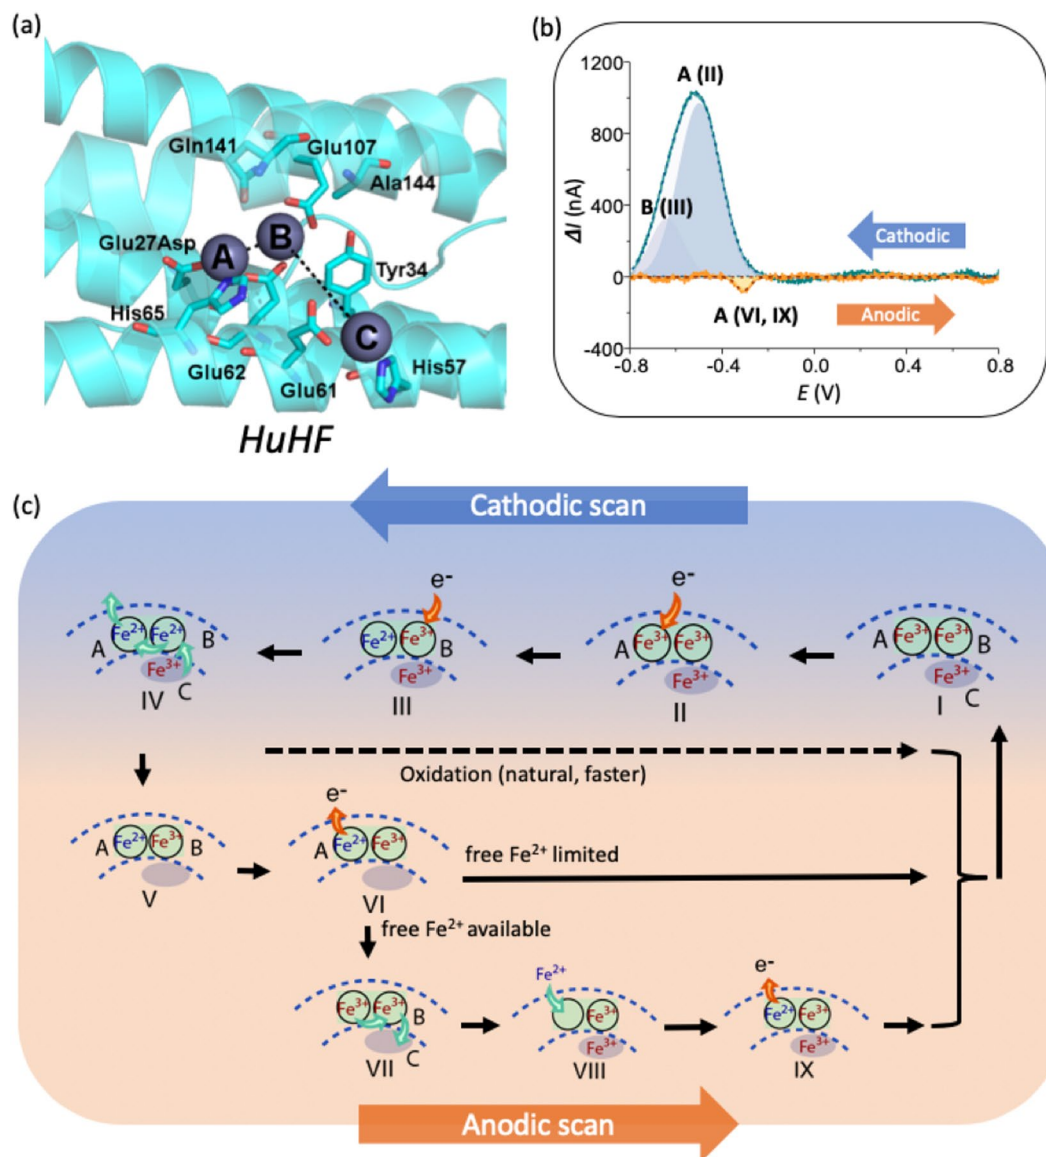 (a)
Gln141
Glu107
Ala144
Glu27Asp
A
B
Tyr34
His65
C
Glu62
Glu61
His57
HuHF
(b)
1200
800
400
0
-400
ΔI (nA)
A (II)
B (III)
Cathodic
A (VI, IX)
Anodic
-0.8
-0.4
0.0
0.4
0.8
E (V)
(c)
Cathodic scan
A
Fe2+
Fe2+
B
Fe3+
C
IV
e-
Fe2+
Fe3+
B
III
e-
A
Fe3+
Fe3+
Fe3+
II
A
Fe3+
Fe3+
B
Fe3+
C
I
Oxidation (natural, faster)
A
Fe2+
Fe3+
B
V
e-
A
Fe2+
Fe3+
VI
free Fe2+ limited
free Fe2+ available
Fe3+
Fe3+
B
C
VII
Fe2+
Fe3+
Fe3+
VIII
e-
Fe2+
Fe3+
Fe3+
IX
Anodic scan